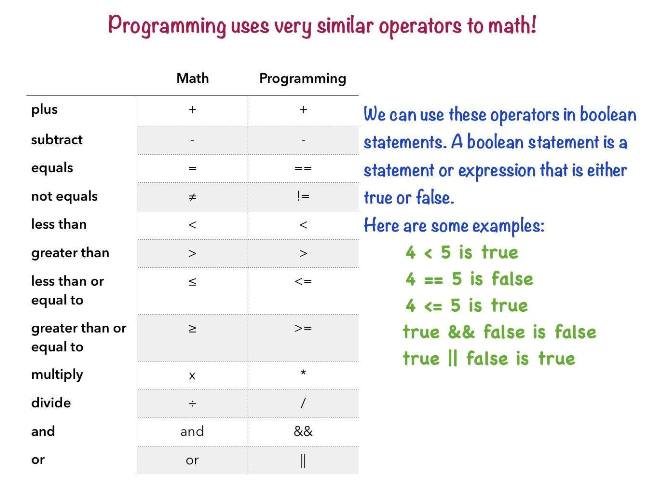 Programming uses very similar operators to math!
Math Programming
plus + +
subtract - -
equals = ==
not equals ≠ !=
less than < <
greater than > >
less than or
equal to ≤ <=
greater than or
equal to ≥ >=
multiply x *
divide ÷ /
and and &&
or or ||
We can use these operators in boolean
statements. A boolean statement is a
statement or expression that is either
true or false.
Here are some examples:
4 < 5 is true
4 == 5 is false
4 <= 5 is true
true && false is false
true || false is true